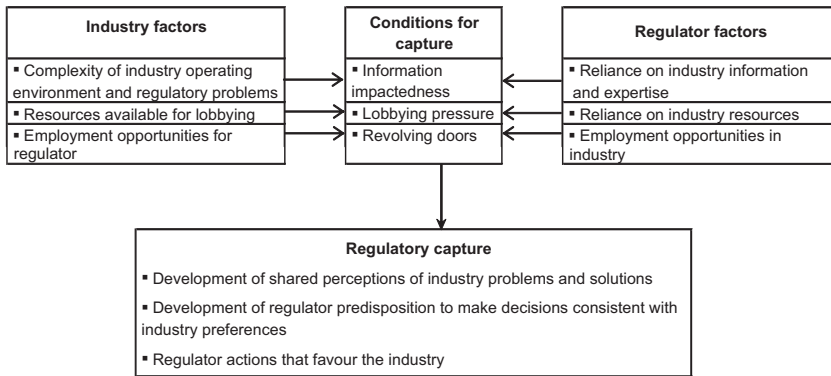 Industry factors
▪ Complexity of industry operating
environment and regulatory problems
▪ Resources available for lobbying
▪ Employment opportunities for
regulator
Conditions for
capture
▪ Information
impactedness
▪ Lobbying pressure
▪ Revolving doors
Regulator factors
▪ Reliance on industry information
and expertise
▪ Reliance on industry resources
▪ Employment opportunities in
industry
Regulatory capture
▪ Development of shared perceptions of industry problems and solutions
▪ Development of regulator predisposition to make decisions consistent with
industry preferences
▪ Regulator actions that favour the industry